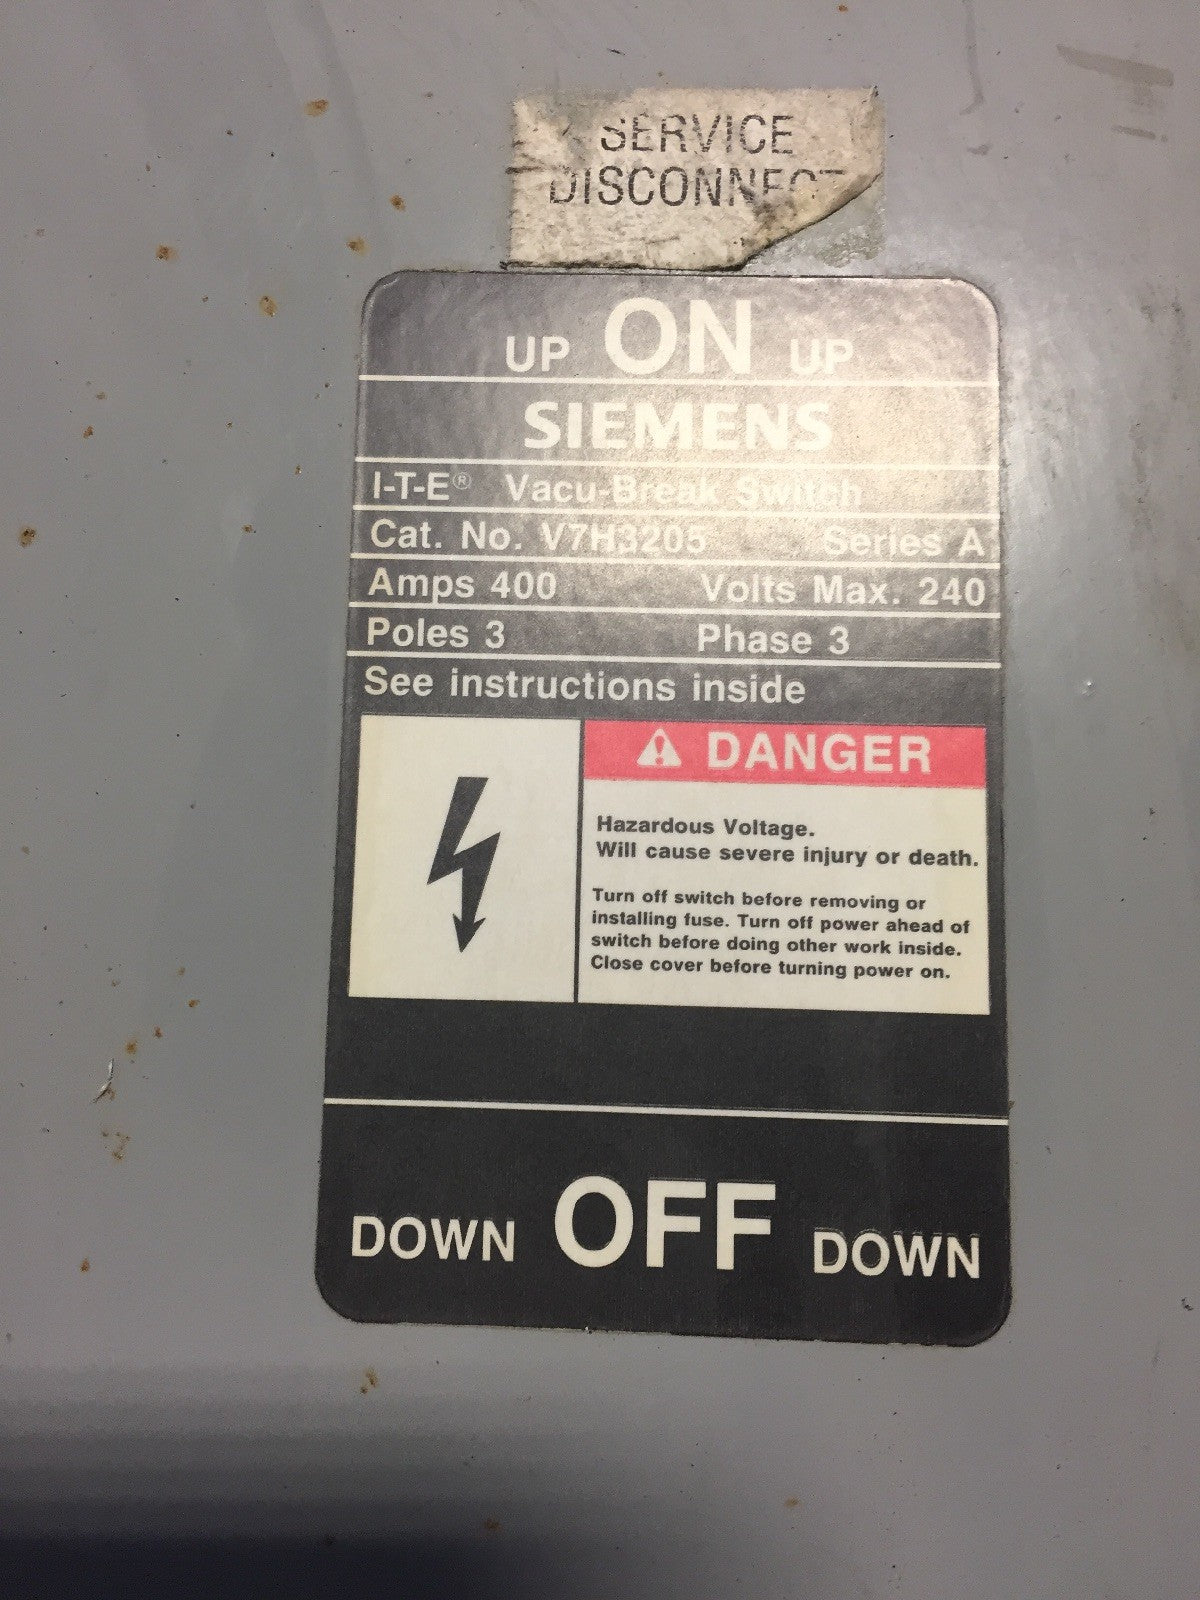 SERVICE
DISCONNECT
UP ON UP
SIEMENS
I-T-E® Vacu-Break Switch
Cat. No. V7H3205 Series A
Amps 400 Volts Max. 240
Poles 3 Phase 3
See instructions inside
DANGER
Hazardous Voltage.
Will cause severe injury or death.
Turn off switch before removing or
installing fuse. Turn off power ahead of
switch before doing other work inside.
Close cover before turning power on.
DOWN OFF DOWN